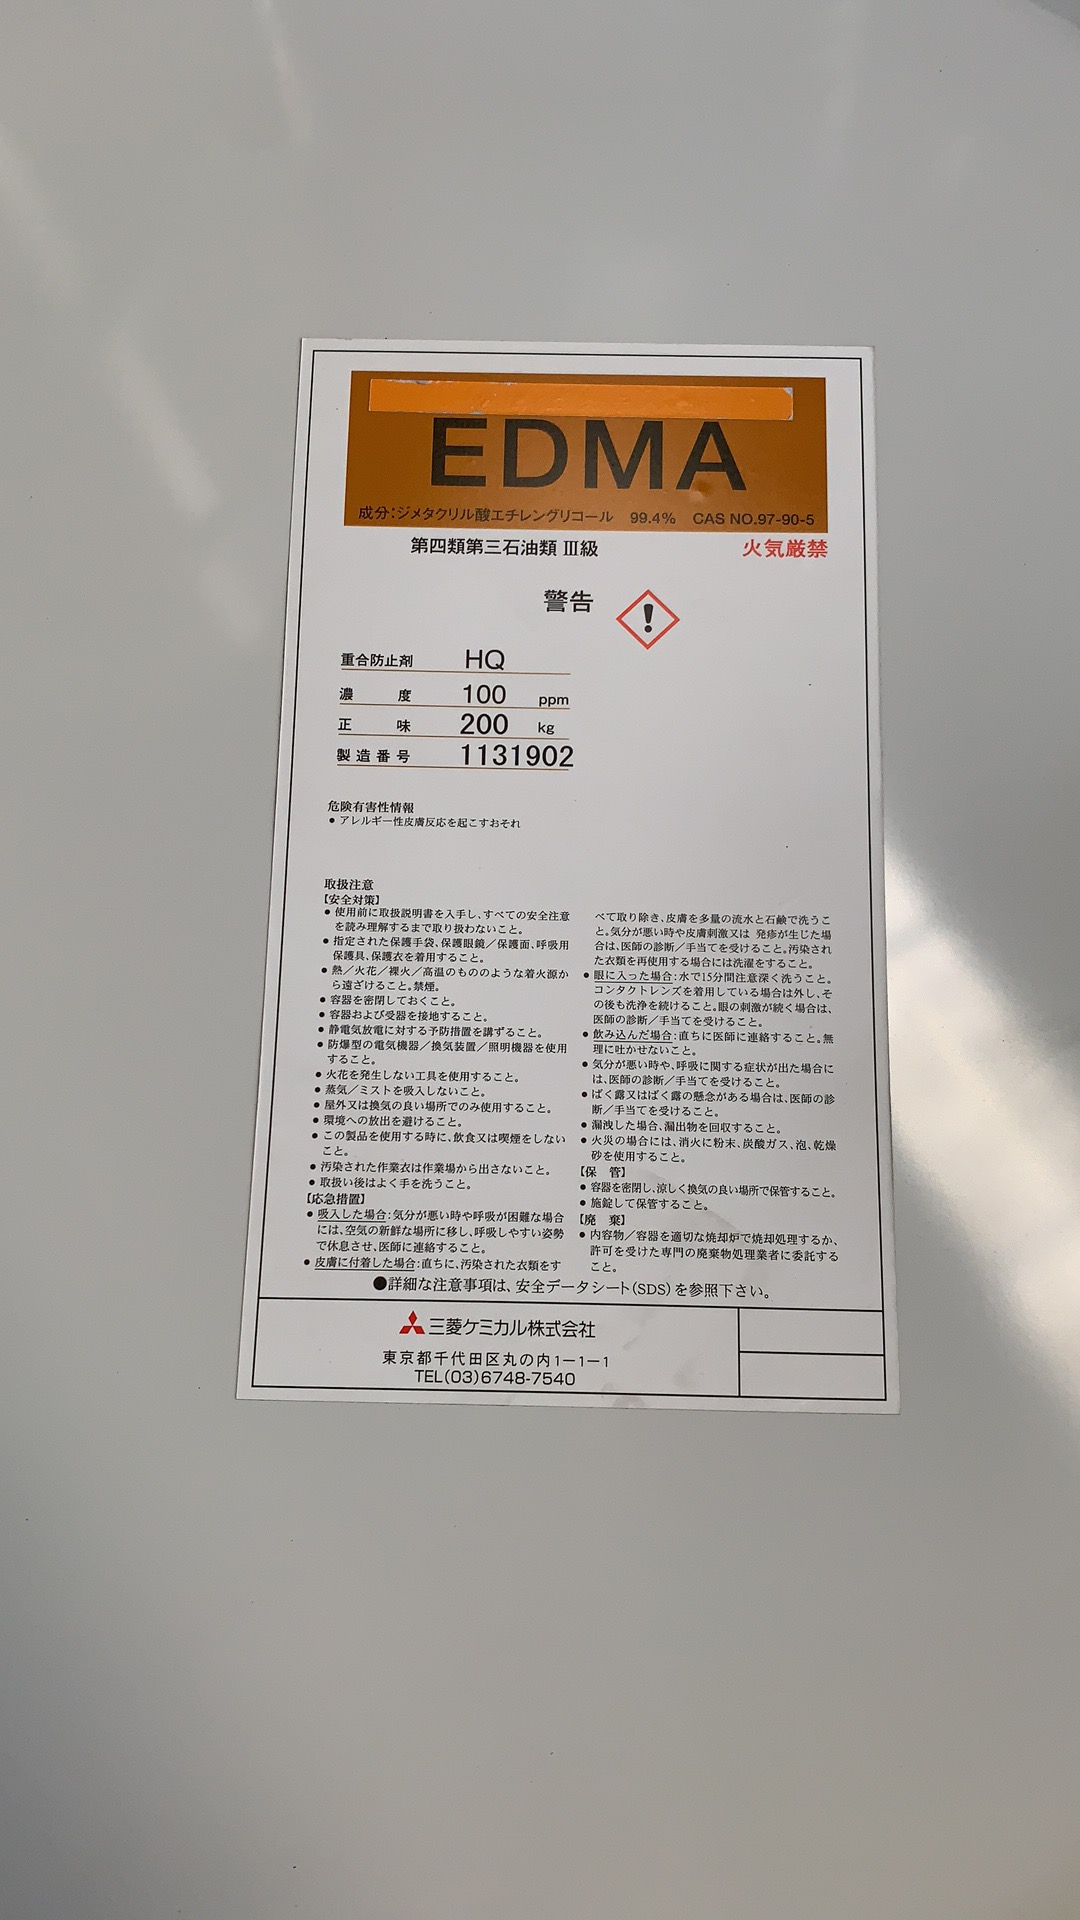 EDMA
成分:ジメタクリル酸エチレングリコール 99.4% CAS NO.97-90-5
第四類第三石油類 Ⅲ級 火気厳禁
警告
重合防止剤 HQ
濃度 100 ppm
正味 200 kg
製造番号 1131902
危険有害性情報
● アレルギー性皮膚反応を起こすおそれ
取扱注意
【安全対策】
● 使用前に取扱説明書を入手し、すべての安全注意
を読み理解するまで取り扱わないこと。
● 指定された保護手袋、保護眼鏡/保護面、呼吸用
保護具、保護衣を着用すること。
● 熱/火花/裸火/高温のもののような着火源か
ら遠ざけること。禁煙。
● 容器を密閉しておくこと。
● 容器および受器を接地すること。
● 静電気放電に対する予防措置を講ずること。
● 防爆型の電気機器/換気装置/照明機器を使用
すること。
● 火花を発生しない工具を使用すること。
● 蒸気/ミストを吸入しないこと。
● 屋外又は換気の良い場所でのみ使用すること。
● 環境への放出を避けること。
● この製品を使用する時に、飲食又は喫煙をしない
こと。
● 汚染された作業衣は作業場から出さないこと。
● 取扱い後はよく手を洗うこと。
【応急措置】
● 吸入した場合:気分が悪い時や呼吸が困難な場合
には、空気の新鮮な場所に移し、呼吸しやすい姿勢
で休息させ、医師に連絡すること。
● 皮膚に付着した場合:直ちに、汚染された衣類をす
べて取り除き、皮膚を多量の流水と石鹸で洗うこ
と。気分が悪い時や皮膚刺激又は 発疹が生じた場
合は、医師の診断/手当てを受けること。汚染され
た衣類を再使用する場合には洗濯をすること。
● 眼に入った場合:水で15分間注意深く洗うこと。
コンタクトレンズを着用している場合は外し、そ
の後も洗浄を続けること。眼の刺激が続く場合は、
医師の診断/手当てを受けること。
● 飲み込んだ場合:直ちに医師に連絡すること。無
理に吐かせないこと。
● 気分が悪い時や、呼吸に関する症状が出た場合に
は、医師の診断/手当てを受けること。
● ばく露又はばく露の懸念がある場合は、医師の診
断/手当てを受けること。
● 漏洩した場合、漏出物を回収すること。
● 火災の場合には、消火に粉末、炭酸ガス、泡、乾燥
砂を使用すること。
【保 管】
● 容器を密閉し、涼しく換気の良い場所で保管すること。
● 施錠して保管すること。
【廃 棄】
● 内容物/容器を適切な焼却炉で焼却処理するか、
許可を受けた専門の廃棄物処理業者に委託する
こと。
●詳細な注意事項は、安全データシート(SDS)を参照下さい。
三菱ケミカル株式会社
東京都千代田区丸の内1-1-1
TEL(03)6748-7540